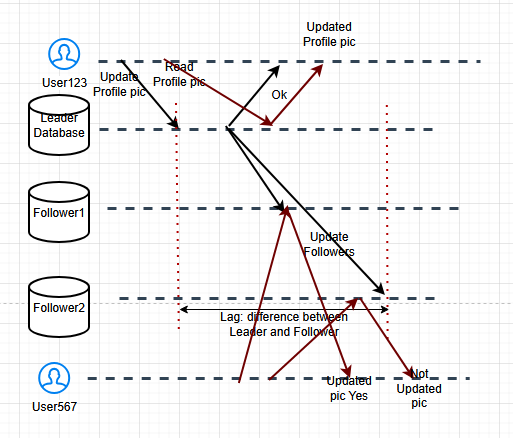 Updated
Profile pic
User123
Update
Profile pic
Read
Profile pic
Ok
Leader
Database
Follower1
Update
Followers
Follower2
Lag: difference between
Leader and Follower
User567
Updated
pic Yes
Not
Updated
pic